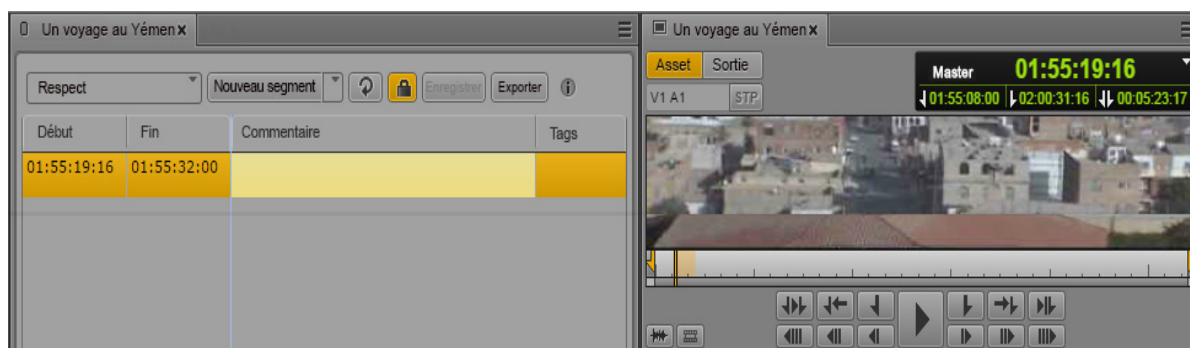 Un voyage au Yémen x
Respect Nouveau segment Enregistrer Exporter
Début Fin Commentaire Tags
01:55:19:16 01:55:32:00
Un voyage au Yémen x
Asset Sortie
Master 01:55:19:16
V1 A1 STP
01:55:08:00 02:00:31:16 00:05:23:17